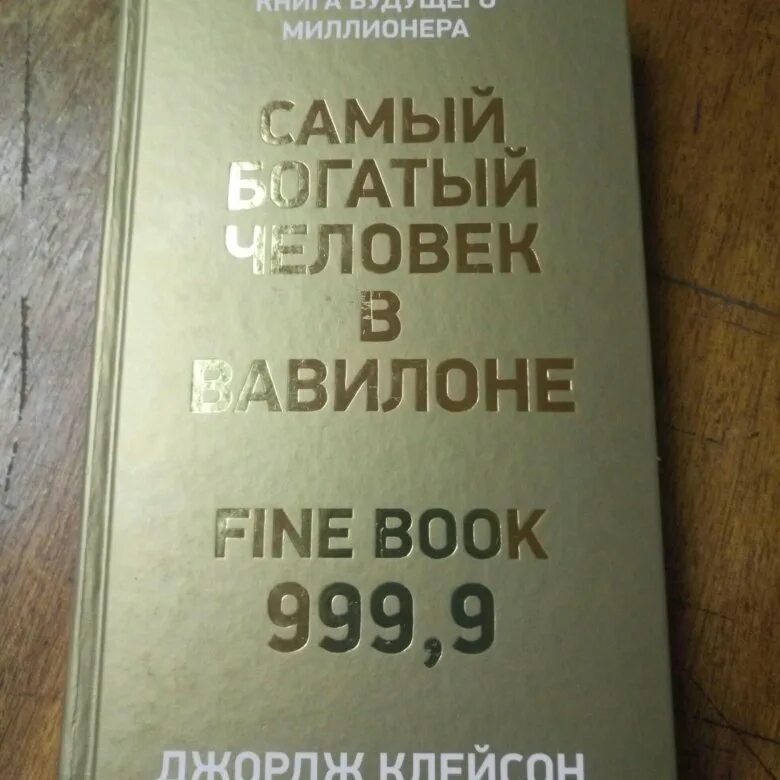 КНИГА БУДУЩЕГО
МИЛЛИОНЕРА
САМЫЙ
БОГАТЫЙ
ЧЕЛОВЕК
В
ВАВИЛОНЕ
FINE BOOK
999,9
ДЖОРДЖ КЛЕЙСОН